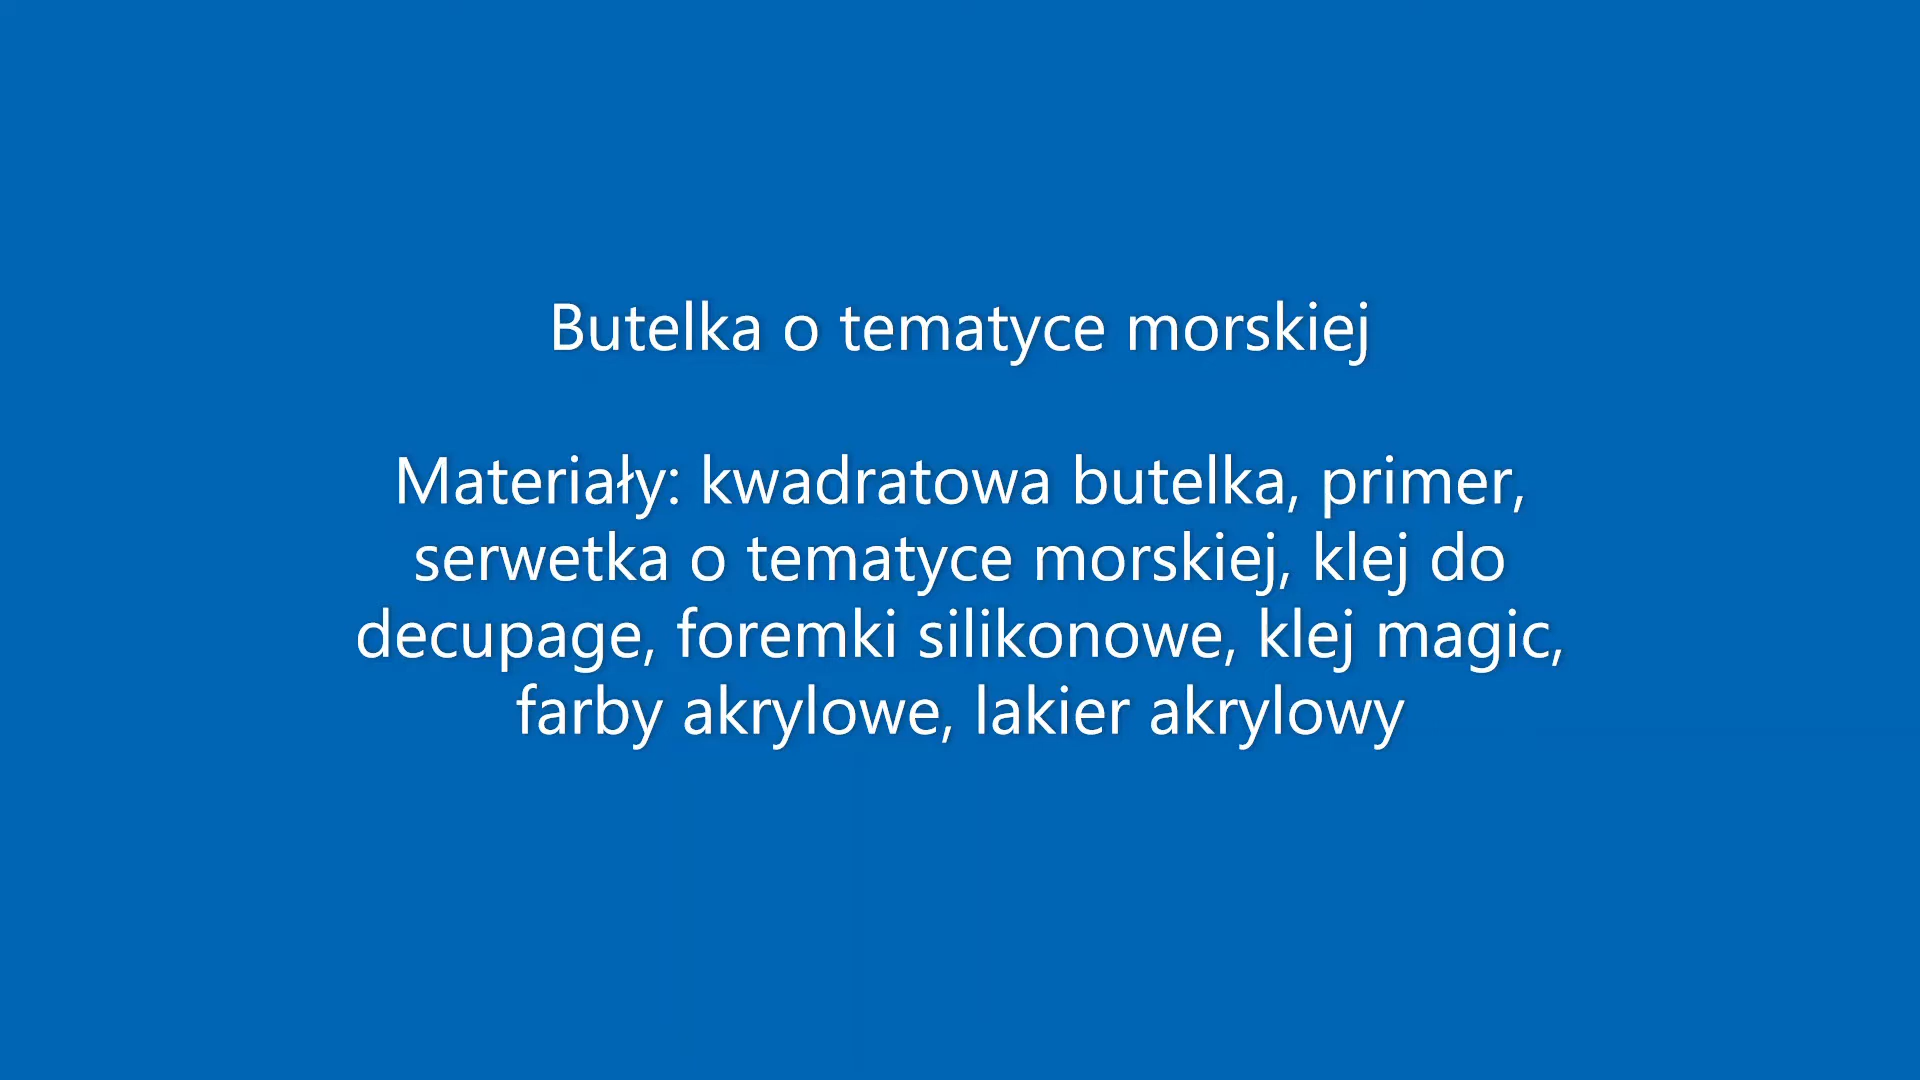 Butelka o tematyce morskiej
Materiały: kwadratowa butelka, primer,
serwetka o tematyce morskiej, klej do
decupage, foremki silikonowe, klej magic,
farby akrylowe, lakier akrylowy